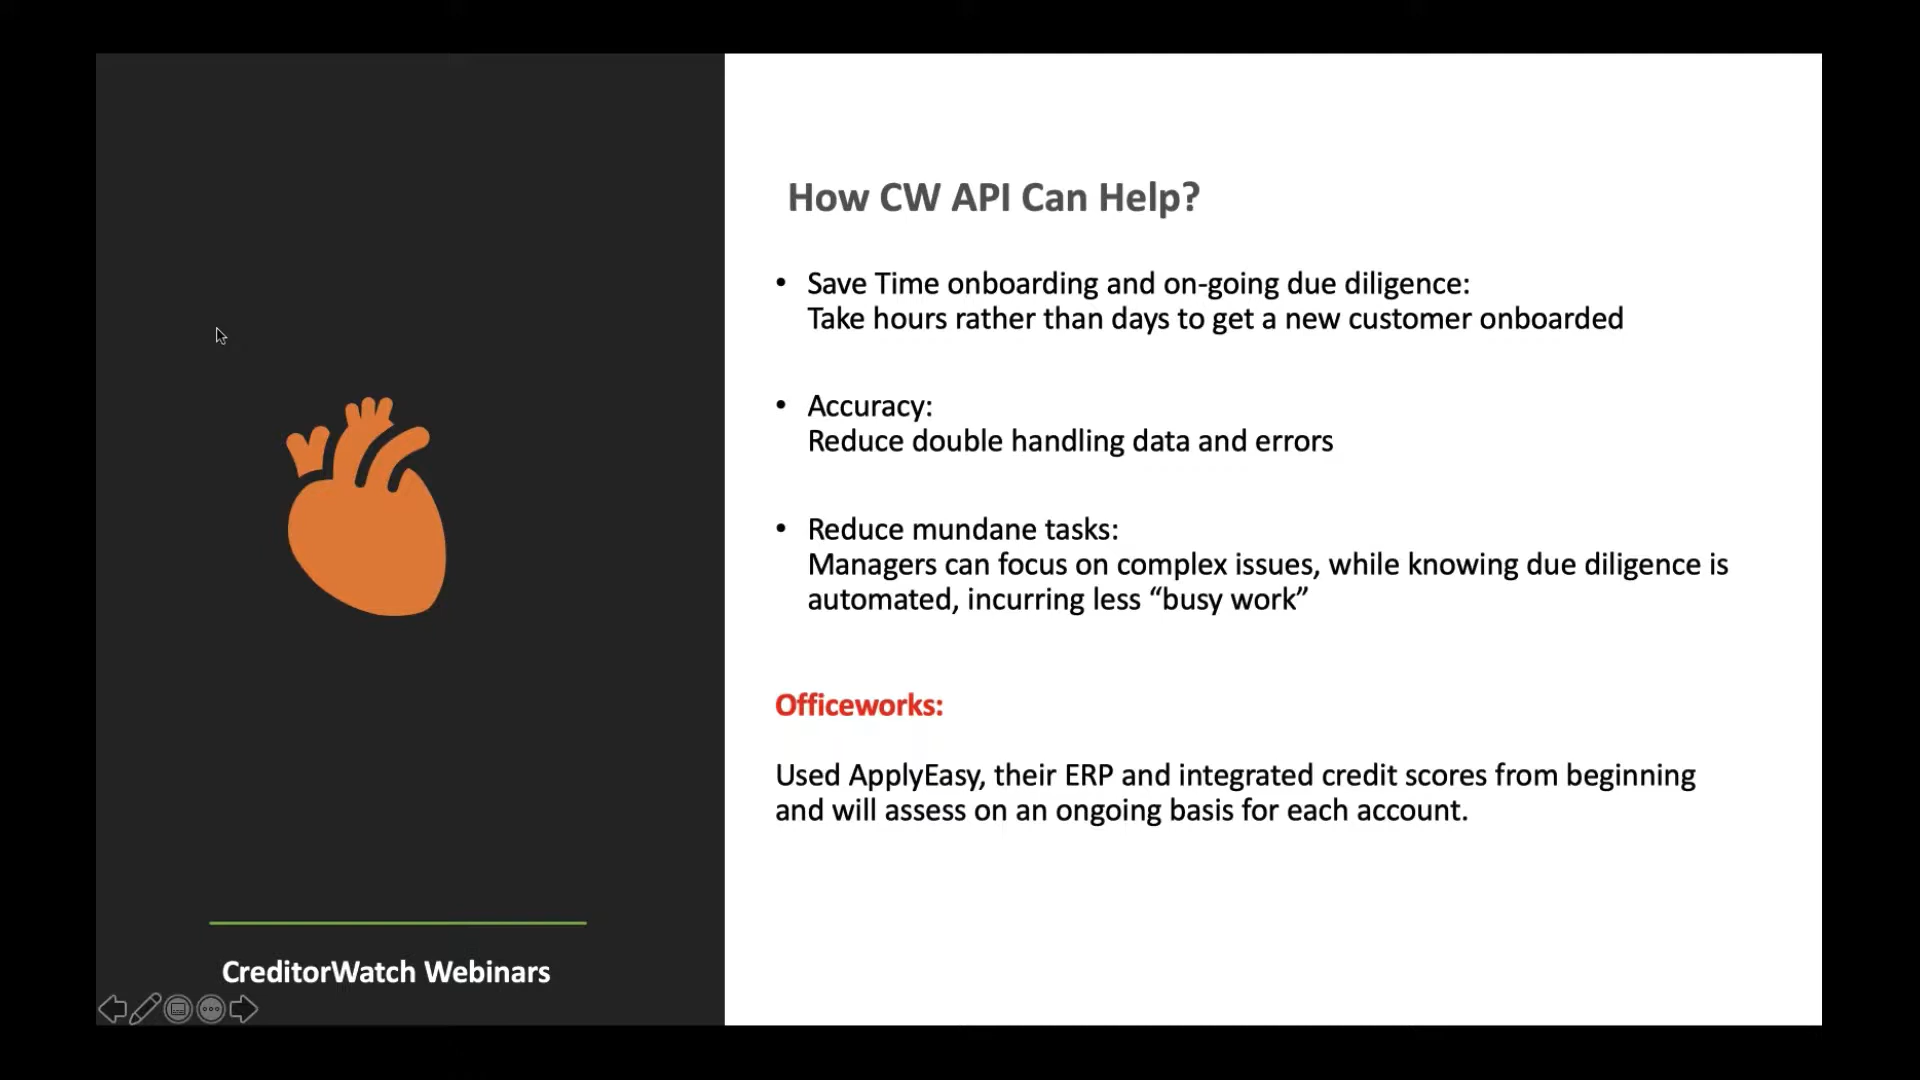 How CW API Can Help?
• Save Time onboarding and on-going due diligence:
Take hours rather than days to get a new customer onboarded
• Accuracy:
Reduce double handling data and errors
• Reduce mundane tasks:
Managers can focus on complex issues, while knowing due diligence is
automated, incurring less “busy work”
Officeworks:
Used ApplyEasy, their ERP and integrated credit scores from beginning
and will assess on an ongoing basis for each account.
CreditorWatch Webinars